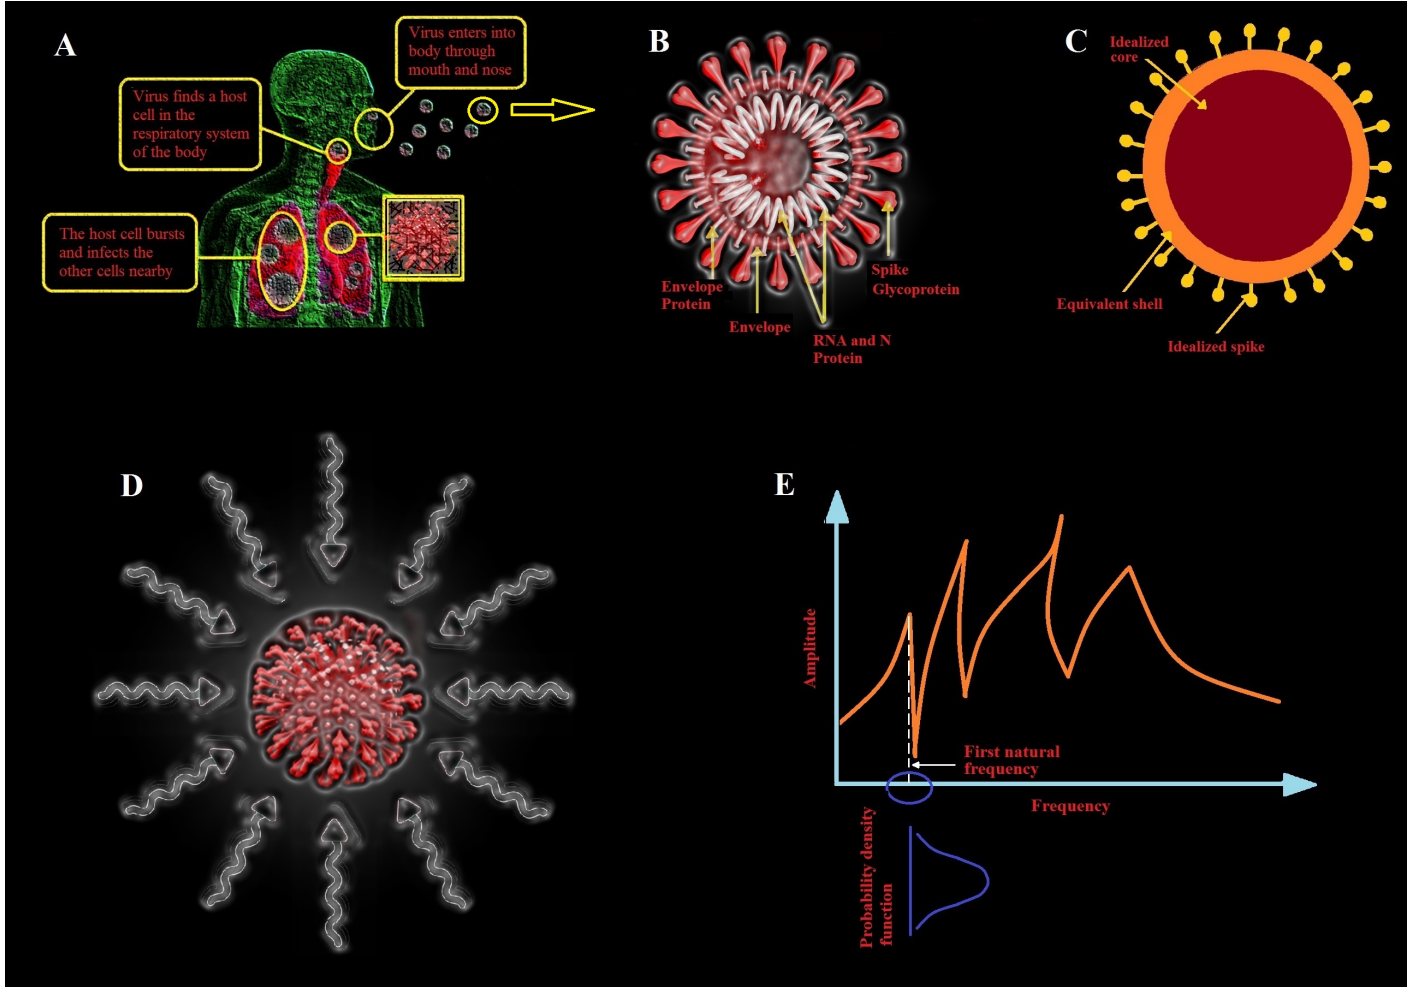 A
Virus enters into
body through
mouth and nose
Virus finds a host
cell in the
respiratory system
of the body
The host cell bursts
and infects the
other cells nearby
B
Envelope
Protein
Envelope
RNA and N
Protein
Spike
Glycoprotein
C
Idealized
core
Equivalent shell
Idealized spike
D
E
Amplitude
First natural
frequency
Frequency
Probability density
function